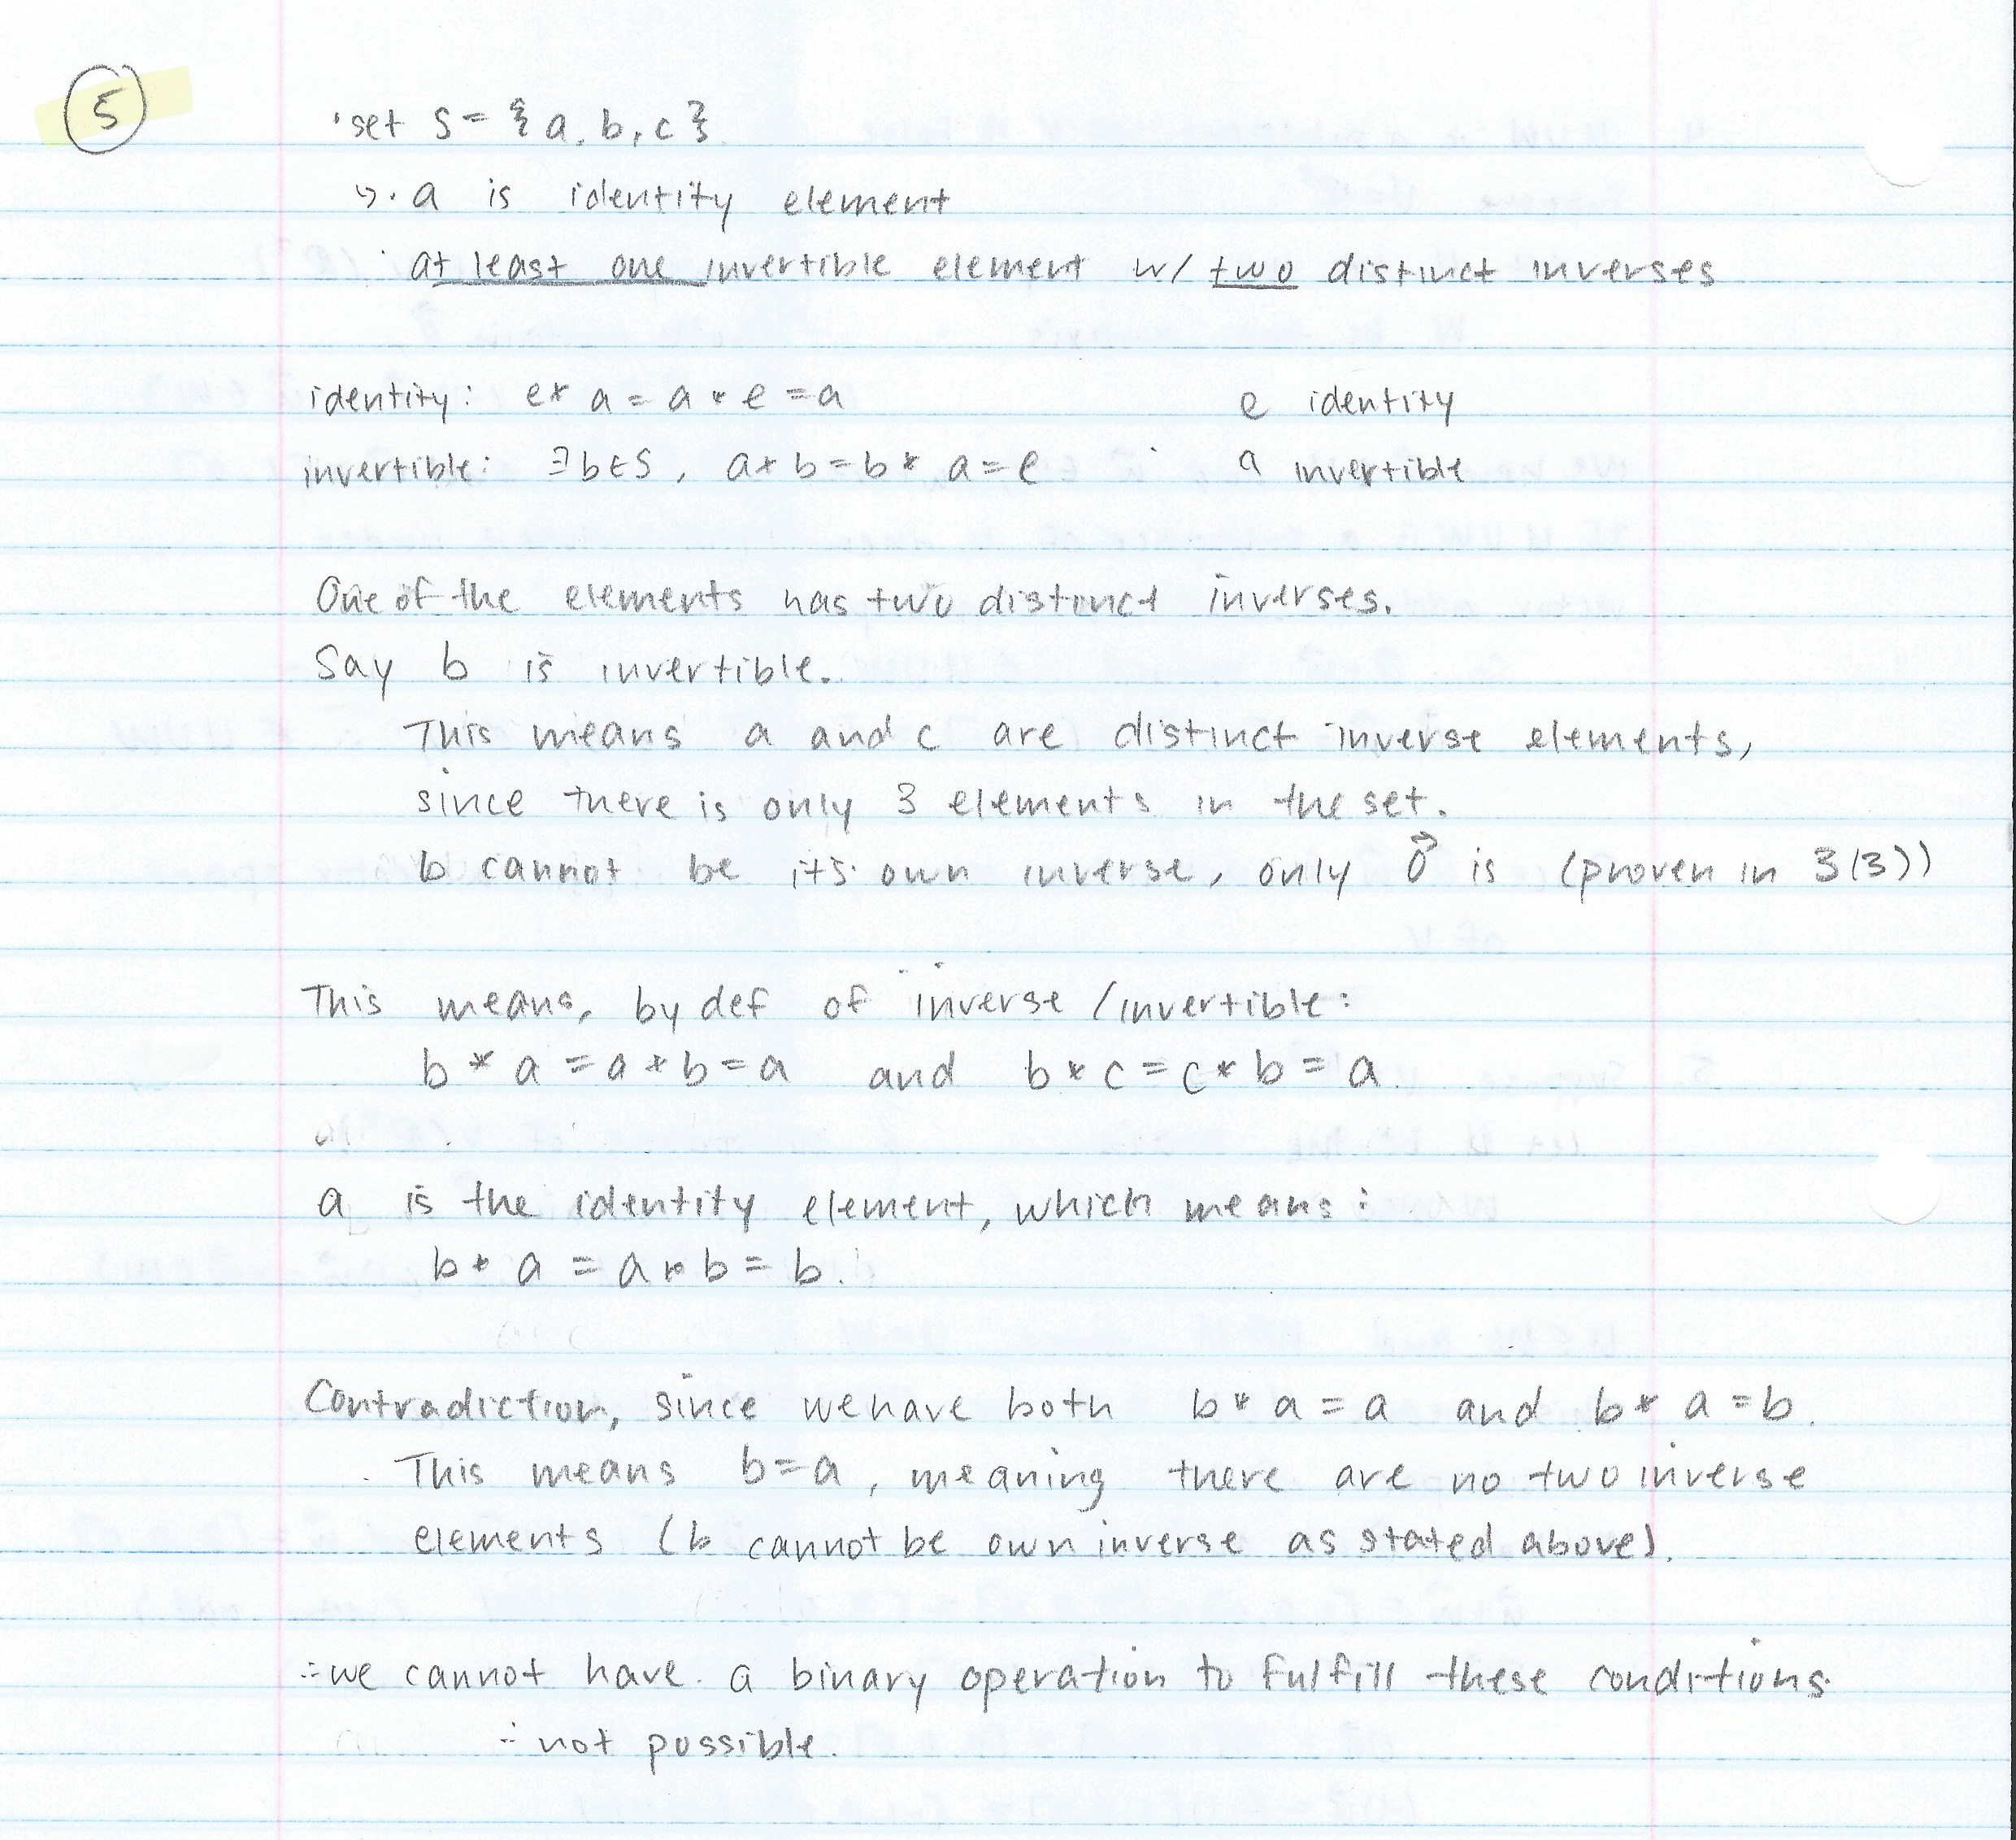 5
· set S = { a, b, c }
↳ · a is identity element
· at least one invertible element w/ two distinct inverses
identity: e * a = a * e = a e identity
invertible: ∃ b ∈ S, a * b = b * a = e a invertible
One of the elements has two distinct inverses.
Say b is invertible.
This means a and c are distinct inverse elements,
since there is only 3 elements in the set.
b cannot be its own inverse, only 0⃗ is (proven in 3(3))
This means, by def of inverse / invertible:
b * a = a * b = a and b * c = c * b = a.
a is the identity element, which means:
b * a = a * b = b.
Contradiction, since we have both b * a = a and b * a = b.
This means b = a, meaning there are no two inverse
elements (b cannot be own inverse as stated above).
∴ we cannot have a binary operation to fulfill these conditions.
∴ not possible.